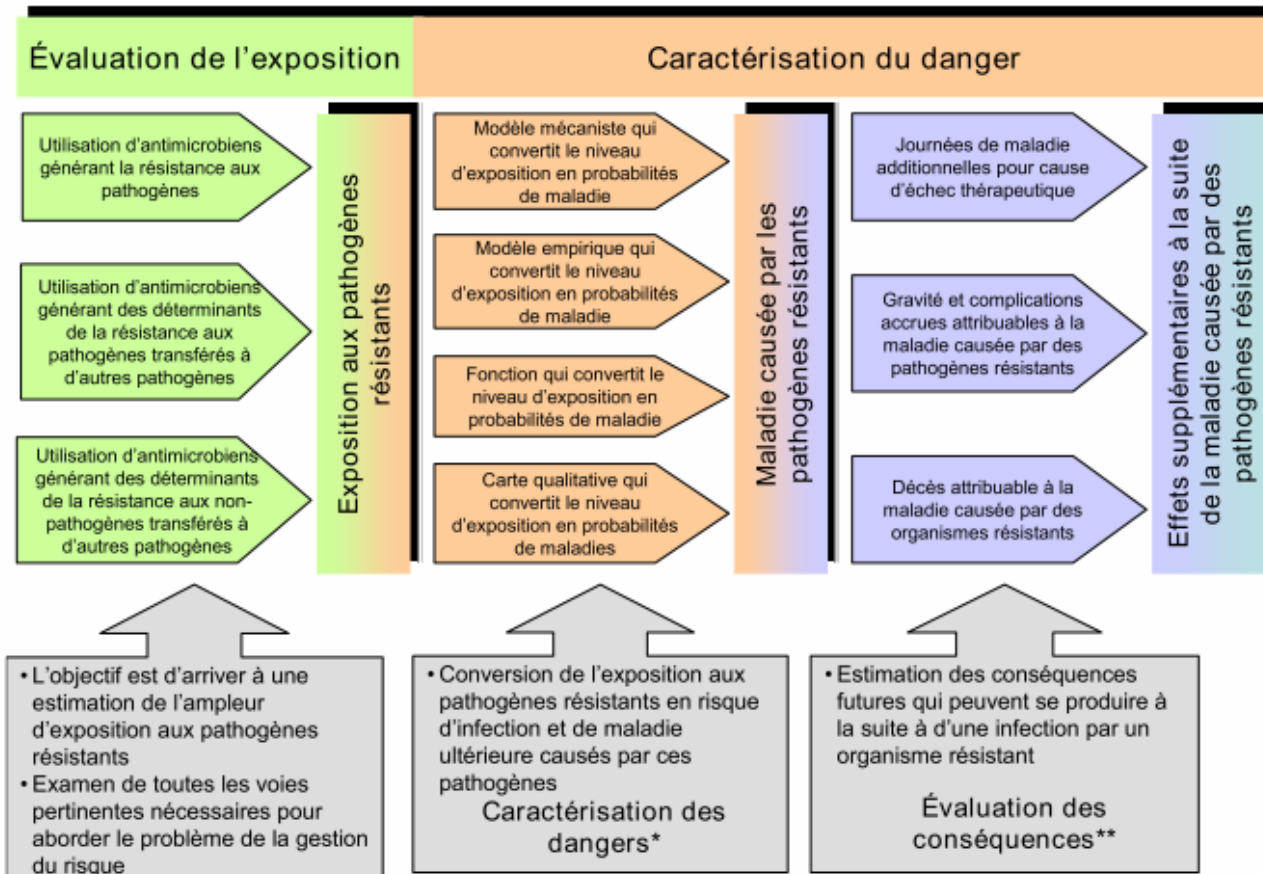 Évaluation de l'exposition
Caractérisation du danger
Utilisation d'antimicrobiens
générant la résistance aux
pathogènes
Utilisation d'antimicrobiens
générant des déterminants
de la résistance aux
pathogènes transférés à
d'autres pathogènes
Utilisation d'antimicrobiens
générant des déterminants
de la résistance aux non-
pathogènes transférés à
d'autres pathogènes
Exposition aux pathogènes
résistants
Modèle mécaniste qui
convertit le niveau
d'exposition en probabilités
de maladie
Modèle empirique qui
convertit le niveau
d'exposition en probabilités
de maladie
Fonction qui convertit le
niveau d'exposition en
probabilités de maladie
Carte qualitative qui
convertit le niveau
d'exposition en probabilités
de maladies
Maladie causée par les
pathogènes résistants
Journées de maladie
additionnelles pour cause
d'échec thérapeutique
Gravité et complications
accrues attribuables à la
maladie causée par des
pathogènes résistants
Décès attribuable à la
maladie causée par des
organismes résistants
Effets supplémentaires à la suite
de la maladie causée par des
pathogènes résistants
• L'objectif est d'arriver à une
estimation de l'ampleur
d'exposition aux pathogènes
résistants
• Examen de toutes les voies
pertinentes nécessaires pour
aborder le problème de la gestion
du risque
• Conversion de l'exposition aux
pathogènes résistants en risque
d'infection et de maladie
ultérieure causés par ces
pathogènes
Caractérisation des
dangers*
• Estimation des conséquences
futures qui peuvent se produire à
la suite à d'une infection par un
organisme résistant
Évaluation des
conséquences**